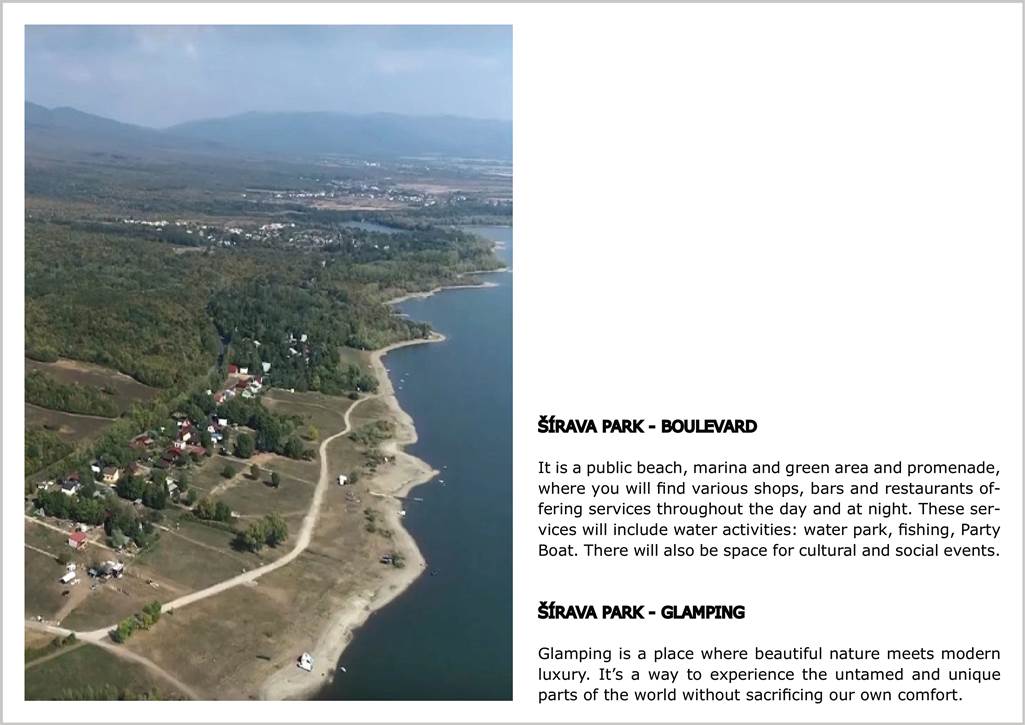 ŠÍRAVA PARK - BOULEVARD
It is a public beach, marina and green area and promenade,
where you will find various shops, bars and restaurants of-
fering services throughout the day and at night. These ser-
vices will include water activities: water park, fishing, Party
Boat. There will also be space for cultural and social events.
ŠÍRAVA PARK - GLAMPING
Glamping is a place where beautiful nature meets modern
luxury. It’s a way to experience the untamed and unique
parts of the world without sacrificing our own comfort.